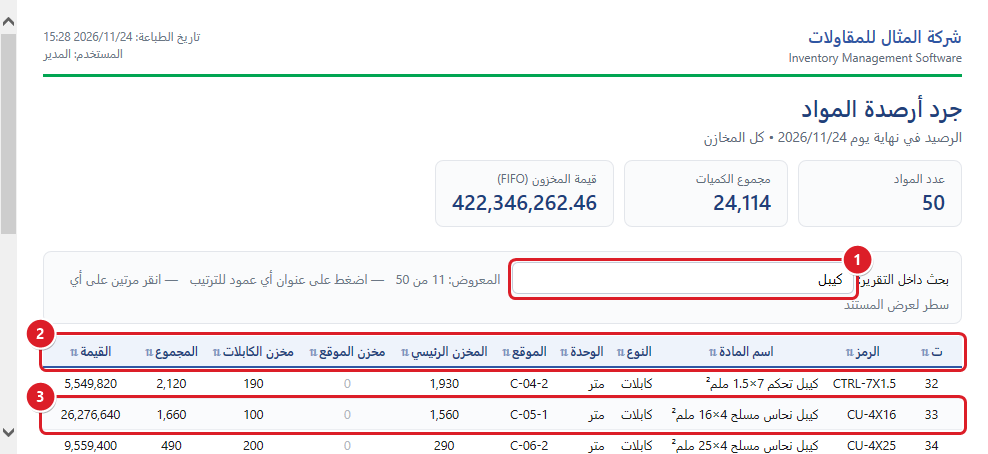 شركة المثال للمقاولات
Inventory Management Software
تاريخ الطباعة: 2026/11/24 15:28
المستخدم: المدير
جرد أرصدة المواد
الرصيد في نهاية يوم 2026/11/24 • كل المخازن
عدد المواد
50
مجموع الكميات
24,114
قيمة المخزون (FIFO)
422,346,262.46
1
بحث داخل التقرير: كيبل المعروض: 11 من 50 — اضغط على عنوان أي عمود للترتيب — انقر مرتين على أي
سطر لعرض المستند
2
ت الرمز اسم المادة النوع الوحدة الموقع المخزن الرئيسي مخزن الموقع مخزن الكابلات المجموع القيمة
32 CTRL-7X1.5 كيبل تحكم 7×1.5 ملم² كابلات متر C-04-2 1,930 0 190 2,120 5,549,820
3
33 CU-4X16 كيبل نحاس مسلح 4×16 ملم² كابلات متر C-05-1 1,560 0 100 1,660 26,276,640
34 CU-4X25 كيبل نحاس مسلح 4×25 ملم² كابلات متر C-06-2 290 0 200 490 9,559,400